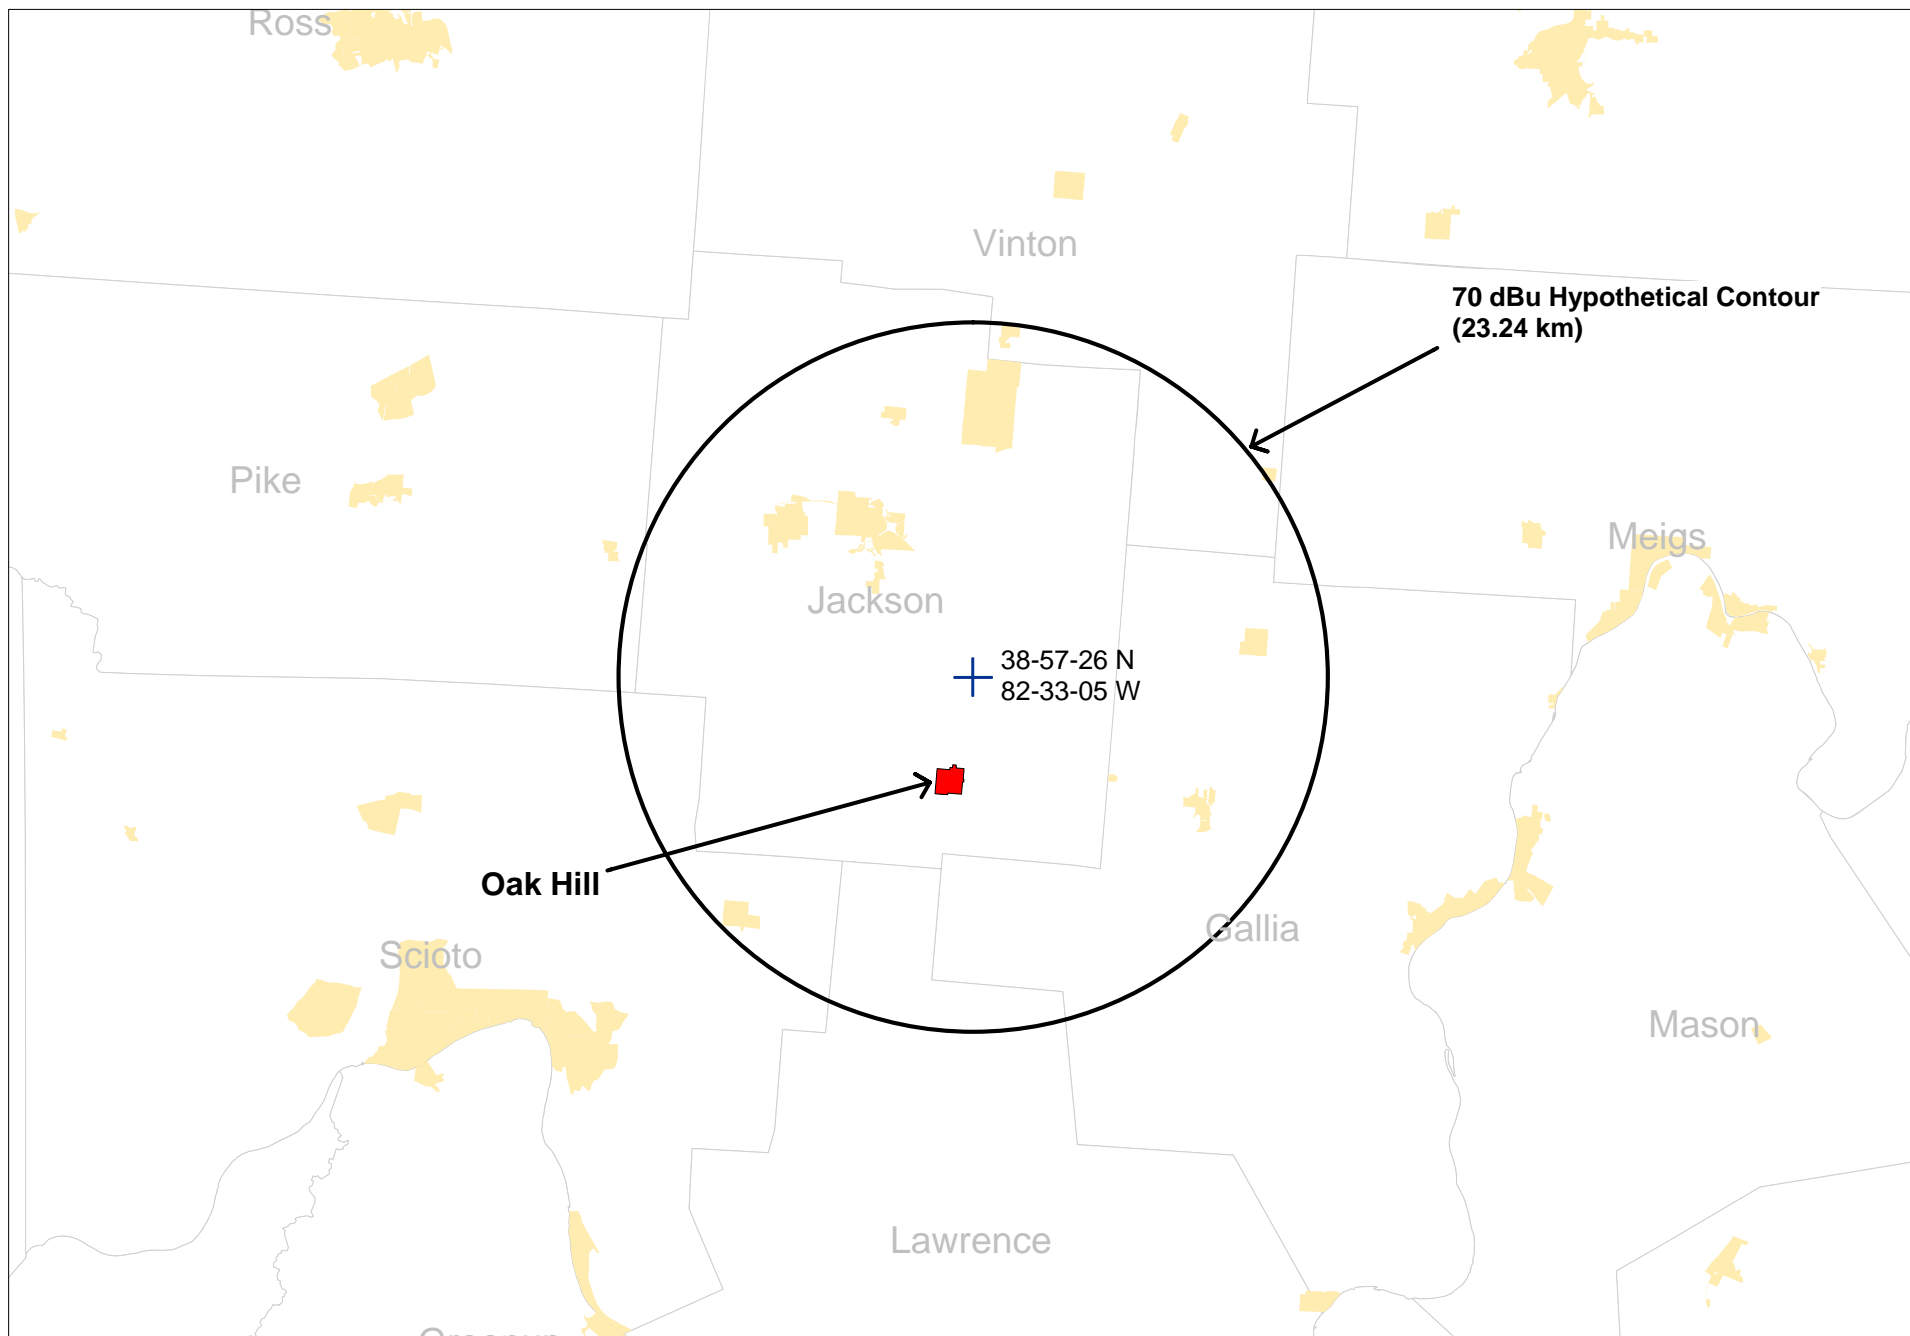 Ross
Vinton
70 dBu Hypothetical Contour
(23.24 km)
Pike
Meigs
Jackson
38-57-26 N
82-33-05 W
Oak Hill
Gallia
Scioto
Mason
Lawrence